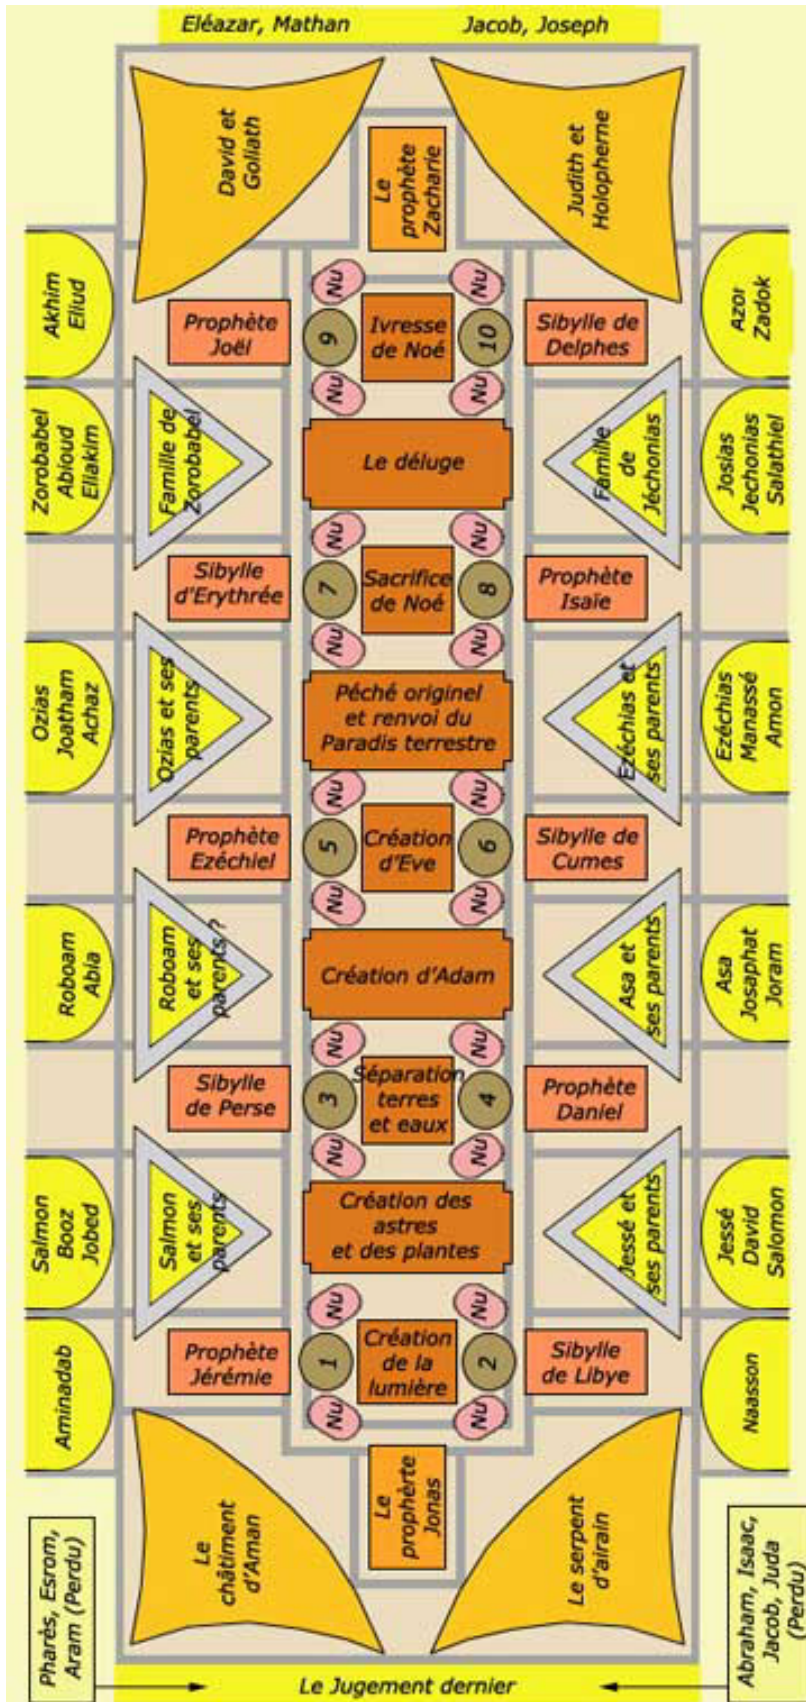 Eléazar, Mathan
Jacob, Joseph
David et
Goliath
Le
prophète
Zacharie
Judith et
Holopherne
Akhim
Eliud
Prophète
Joël
Nu
9
Nu
Ivresse
de Noé
Nu
10
Nu
Sibylle de
Delphes
Azor
Zadok
Zorobabel
Abioud
Eliakim
Famille de
Zorobabel
Le déluge
Famille
de
Jéchonias
Josias
Jechonias
Salathiel
Sibylle
d'Erythrée
Nu
7
Nu
Sacrifice
de Noé
Nu
8
Nu
Prophète
Isaïe
Ozias
Joatham
Achaz
Ozias et ses
parents
Péché originel
et renvoi du
Paradis terrestre
Ezéchias et
ses parents
Ezéchias
Manassé
Amon
Prophète
Ezéchiel
Nu
5
Nu
Création
d'Eve
Nu
6
Nu
Sibylle de
Cumes
Roboam
Abia
Roboam
et ses
parents?
Création d'Adam
Asa et
ses parents
Asa
Josaphat
Joram
Sibylle
de Perse
Nu
3
Nu
Séparation
terres
et eaux
Nu
4
Nu
Prophète
Daniel
Salmon
Booz
Jobed
Salmon
et ses
parents
Création des
astres
et des plantes
Jessé et
ses parents
Jessé
David
Salomon
Aminadab
Prophète
Jérémie
Nu
1
Nu
Création
de la
lumière
Nu
2
Nu
Sibylle
de Libye
Naasson
Pharès, Esrom,
Aram (Perdu)
Le
châtiment
d'Aman
Le
prophèrte
Jonas
Le serpent
d'airain
Abraham, Isaac,
Jacob, Juda
(Perdu)
Le Jugement dernier